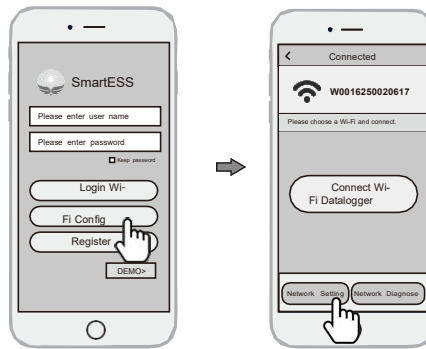 SmartESS
Please enter user name
Please enter password
Keep password
Login Wi-
Fi Config
Register
DEMO>
Connected
W0016250020617
Please choose a Wi-Fi and connect.
Connect Wi-
Fi Datalogger
Network Setting
Network Diagnose